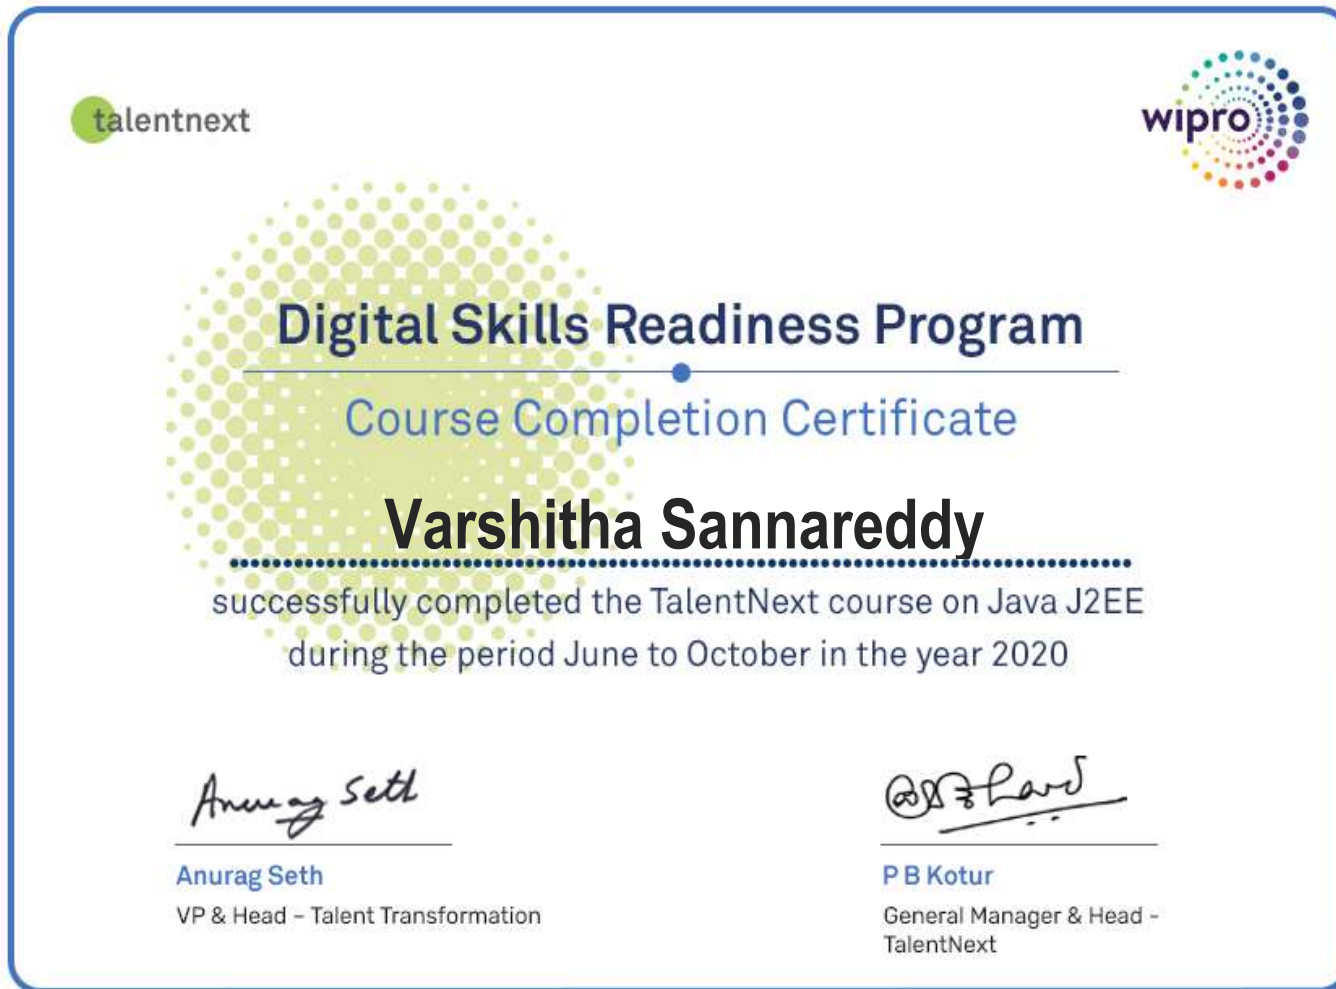 talentnext
wipro
Digital Skills Readiness Program
Course Completion Certificate
Varshitha Sannareddy
successfully completed the TalentNext course on Java J2EE
during the period June to October in the year 2020
Anurag Seth
Anurag Seth
VP & Head – Talent Transformation
P B Kotur
General Manager & Head -
TalentNext